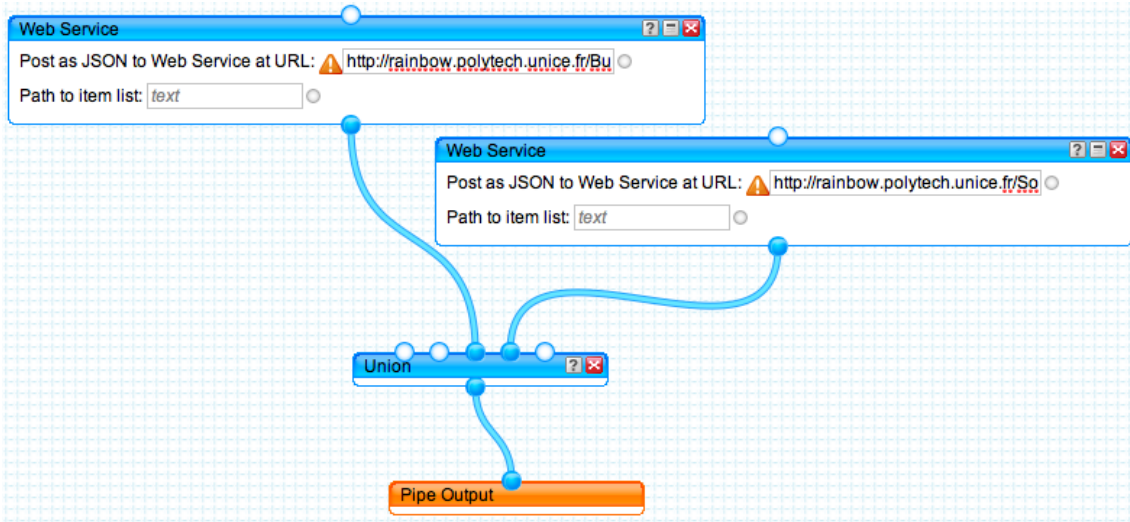 Web Service
Post as JSON to Web Service at URL: http://rainbow.polytech.unice.fr/Bu
Path to item list: text
Web Service
Post as JSON to Web Service at URL: http://rainbow.polytech.unice.fr/So
Path to item list: text
Union
Pipe Output